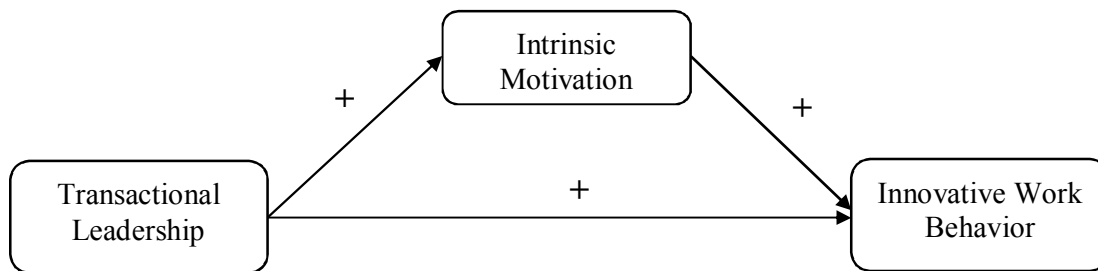 Intrinsic
Motivation
+
+
Transactional
Leadership
+
Innovative Work
Behavior